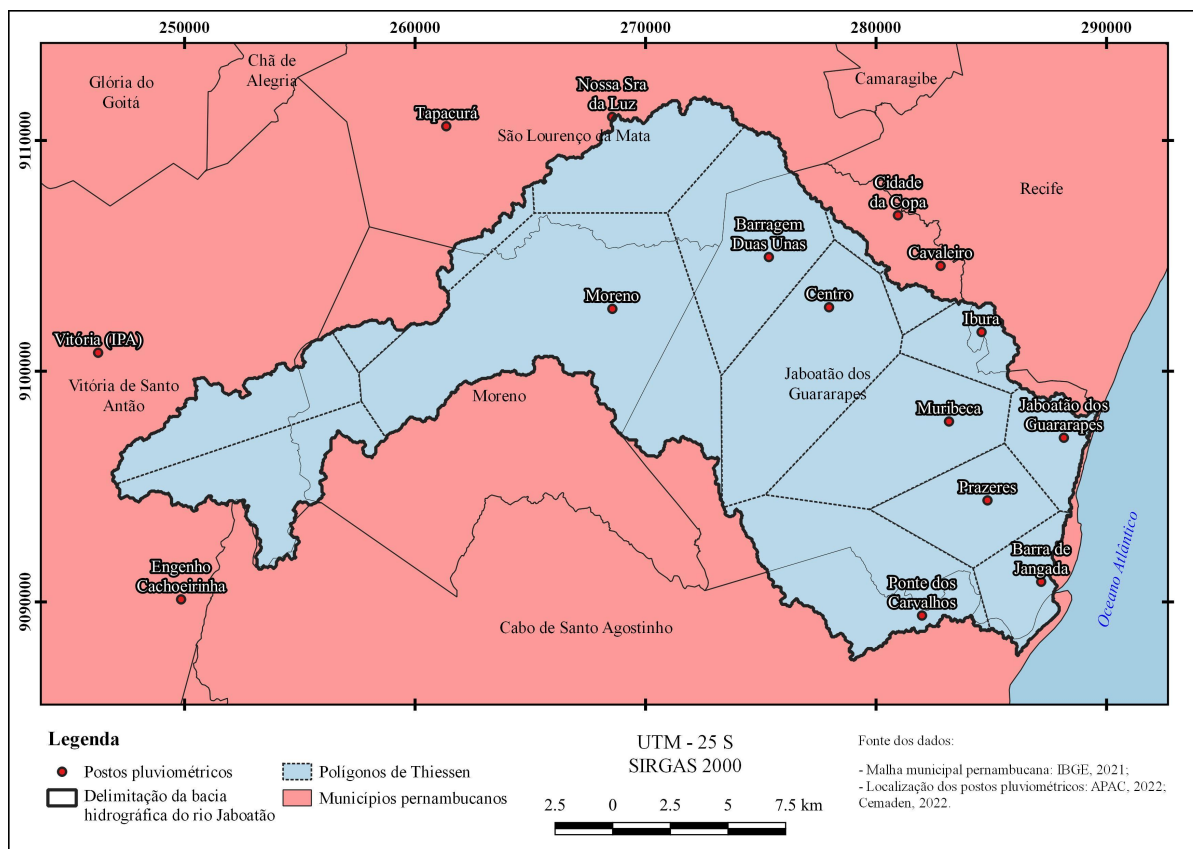 250000
260000
270000
280000
290000
Glória do
Goitá
Chã de
Alegria
Nossa Sra
da Luz
Camaragibe
Tapacurá
9110000
9110000
São Lourenço da Mata
Cidade
da Copa
Recife
Barragem
Duas Unas
Cavaleiro
Moreno
Centro
Ibura
Vitória (IPA)
9100000
9100000
Vitória de Santo
Antão
Moreno
Jaboatão dos
Guararapes
Muribeca
Jaboatão dos
Guararapes
Prazeres
Engenho
Cachoeirinha
Barra de
Jangada
Ponte dos
Carvalhos
Oceano Atlântico
9090000
9090000
Cabo de Santo Agostinho
Legenda
Postos pluviométricos
Delimitação da bacia
hidrográfica do rio Jaboatão
Polígonos de Thiessen
Municípios pernambucanos
UTM - 25 S
SIRGAS 2000
2.5 0 2.5 5 7.5 km
Fonte dos dados:
- Malha municipal pernambucana: IBGE, 2021;
- Localização dos postos pluviométricos: APAC, 2022;
Cemaden, 2022.